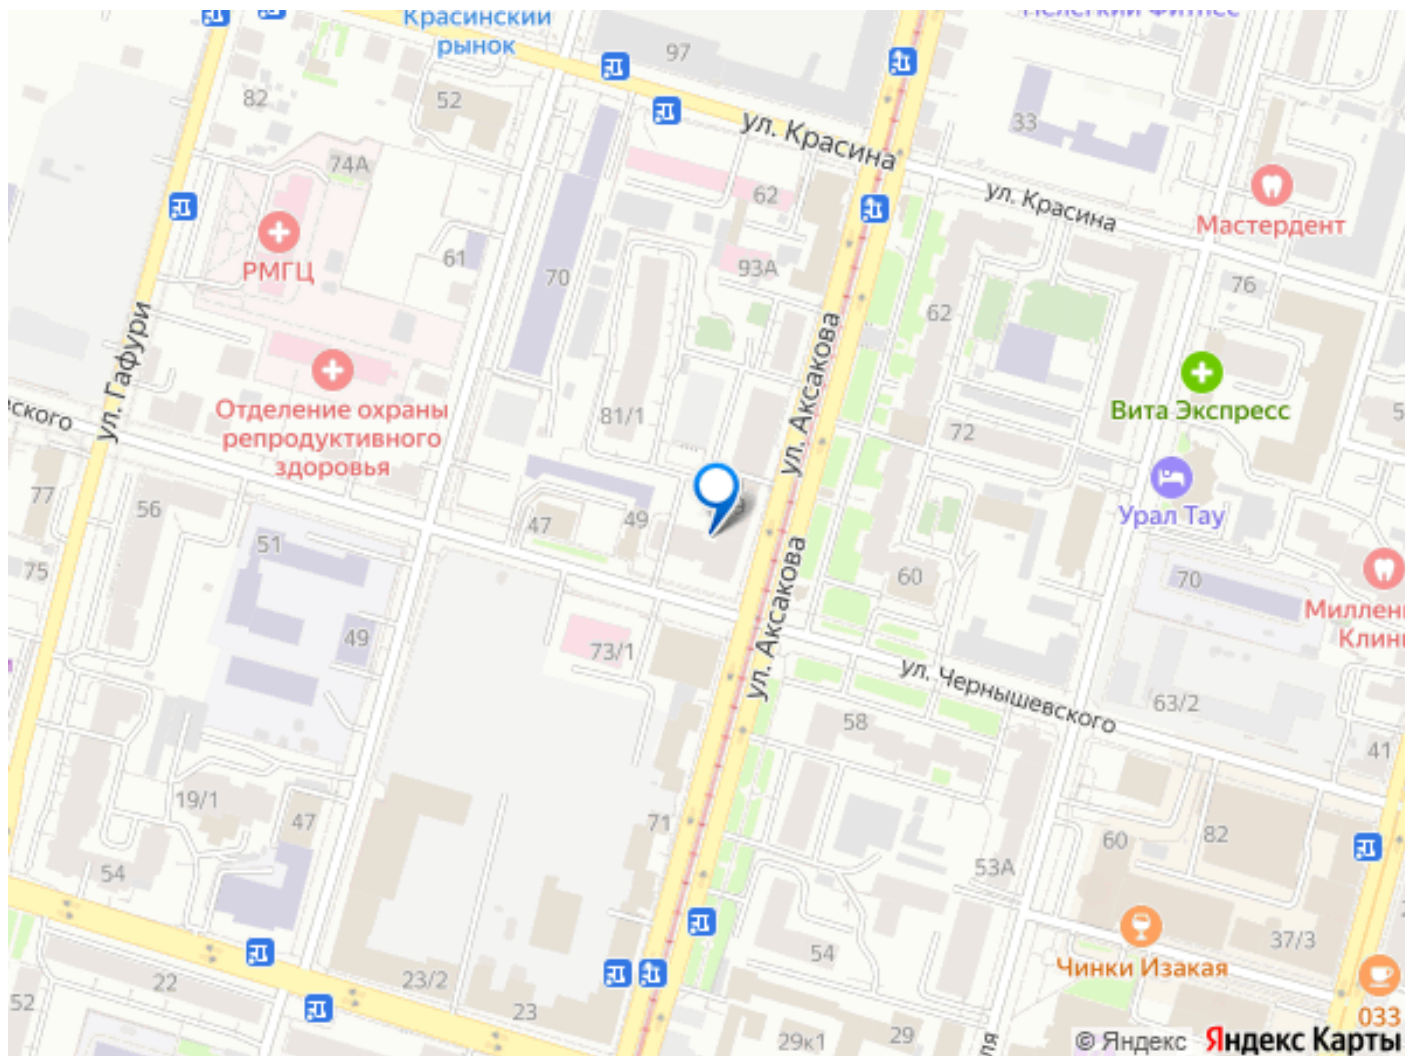 Красинский
рынок
97
82
52
ул. Красина
33
74А
62
ул. Красина
Мастердент
РМГЦ
61
70
93А
62
76
ул. Гафури
ул. Аксакова
Отделение охраны
репродуктивного
здоровья
81/1
72
Вита Экспресс
77
56
47
49
Урал Тау
51
75
ул. Аксакова
60
70
49
73/1
ул. Чернышевского
63/2
58
41
19/1
47
71
60
82
54
53А
54
37/3
Чинки Изакая
22
23/2
23
52
29к1
29
033
© Яндекс Яндекс Карты